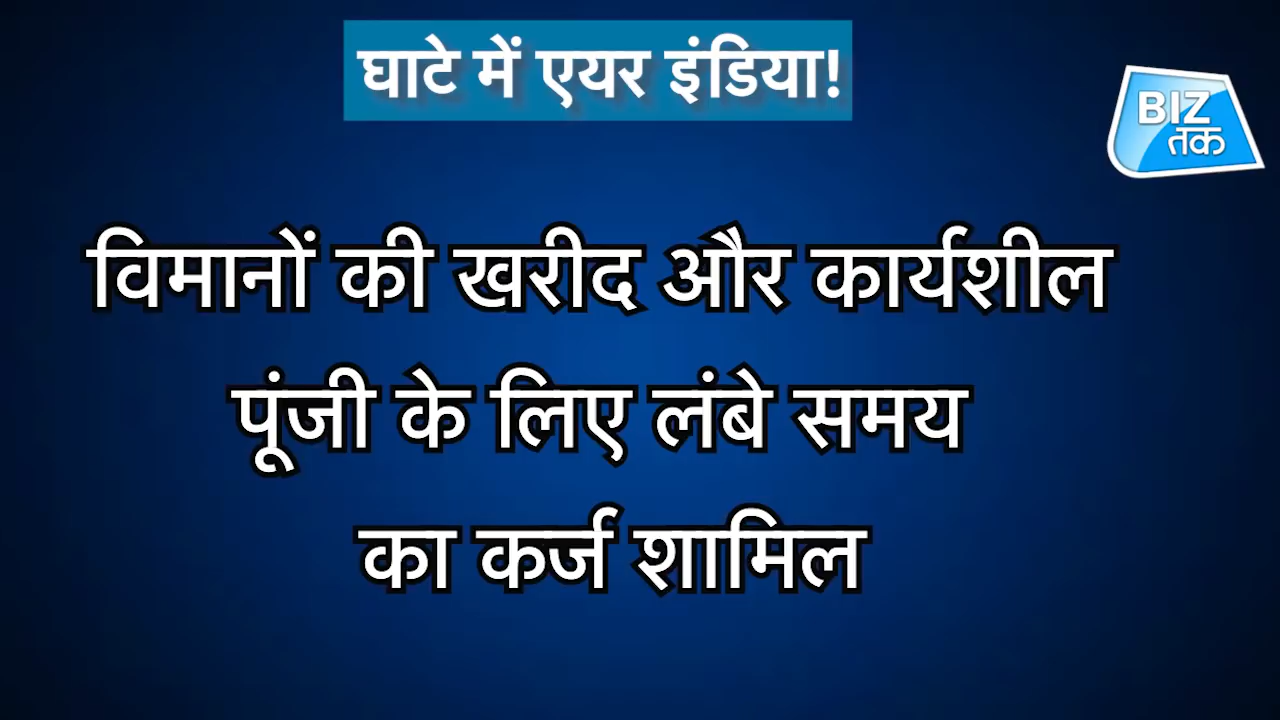 घाटे में एयर इंडिया!
BIZ
तक
विमानों की खरीद और कार्यशील
पूंजी के लिए लंबे समय
का कर्ज शामिल